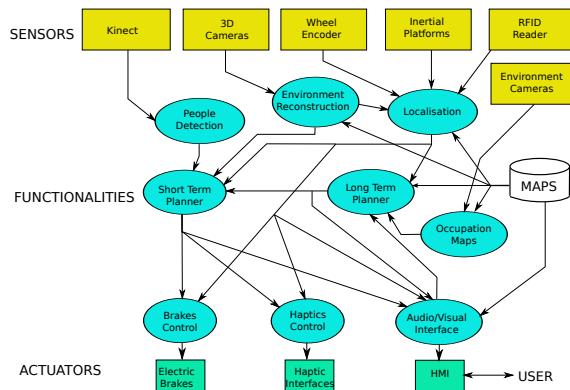 SENSORS
Kinect
3D
Cameras
Wheel
Encoder
Inertial
Platforms
RFID
Reader
Environment
Cameras
Environment
Reconstruction
Localisation
People
Detection
FUNCTIONALITIES
Short Term
Planner
Long Term
Planner
MAPS
Occupation
Maps
Brakes
Control
Haptics
Control
Audio/Visual
Interface
ACTUATORS
Electric
Brakes
Haptic
Interfaces
HMI
USER